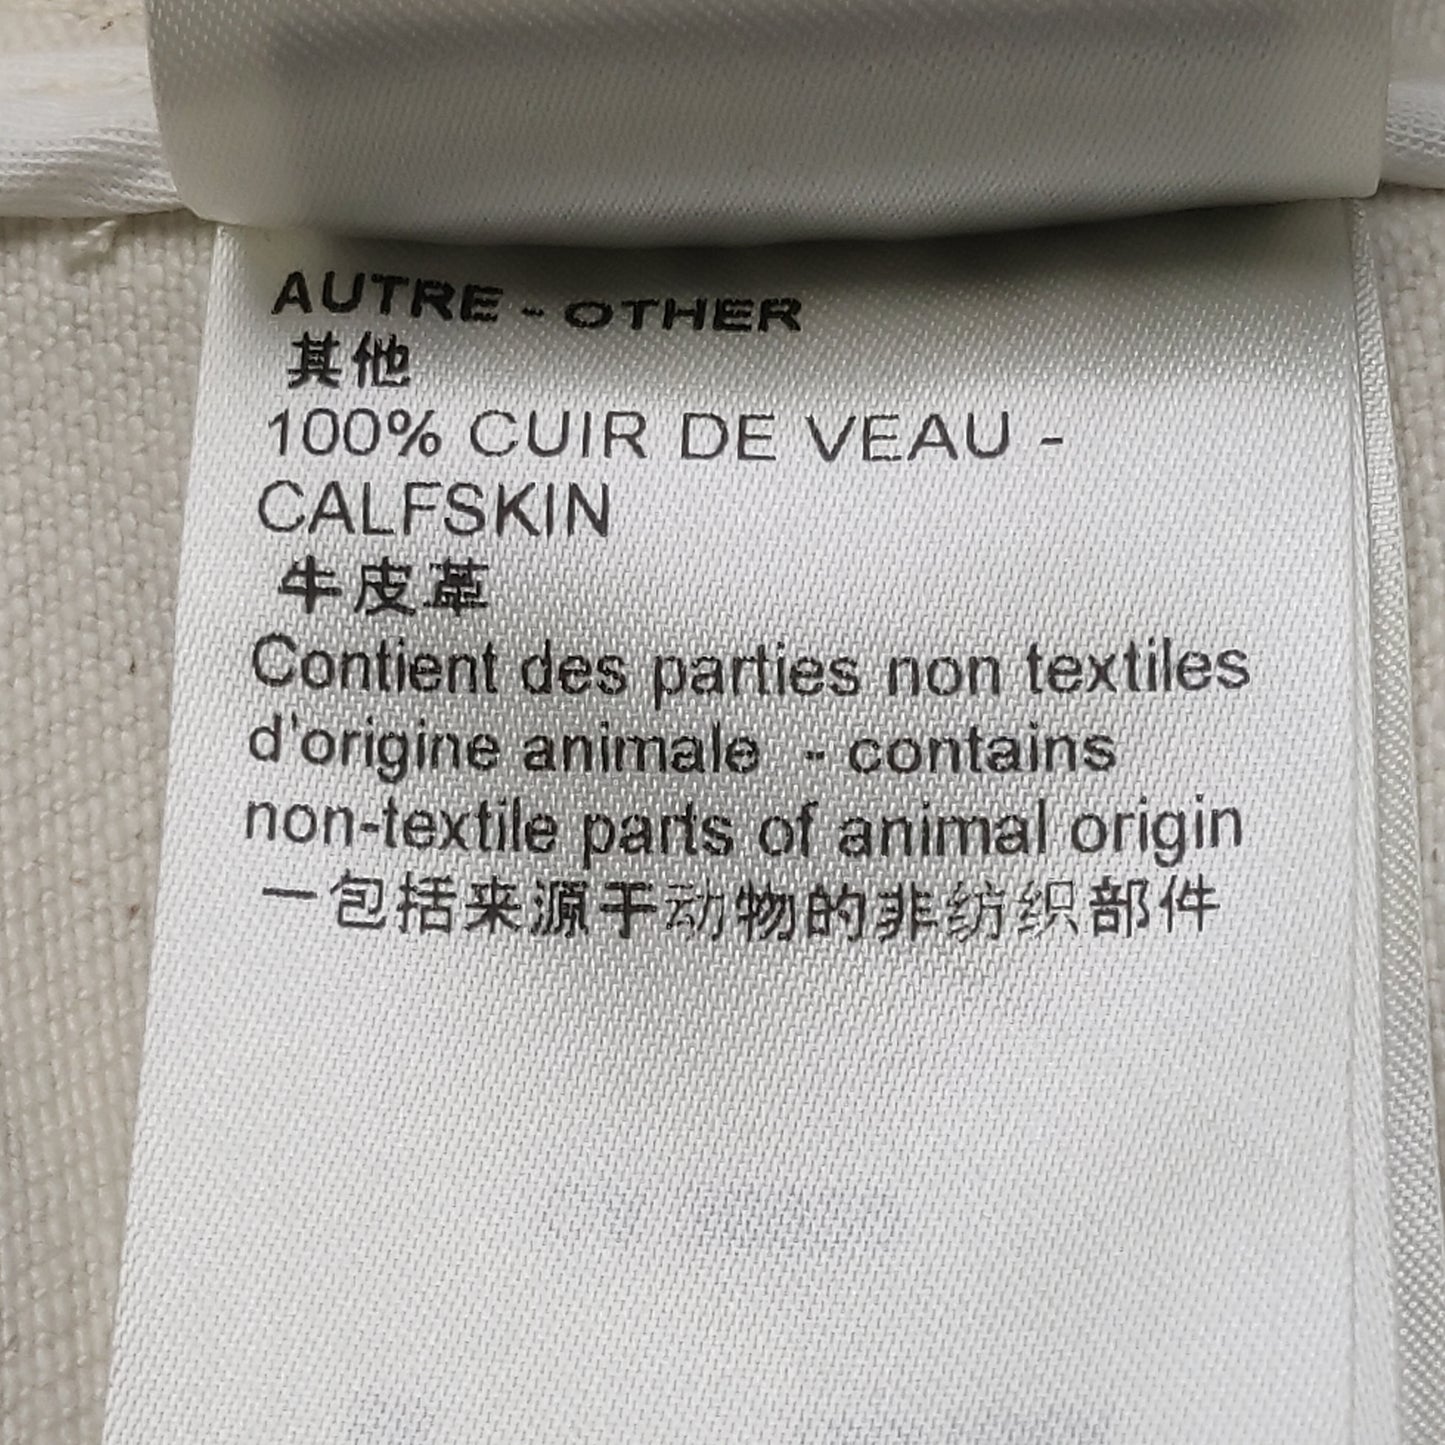 AUTRE - OTHER
其他
100% CUIR DE VEAU -
CALFSKIN
牛皮革
Contient des parties non textiles
d'origine animale - contains
non-textile parts of animal origin
一包括来源于动物的非纺织部件